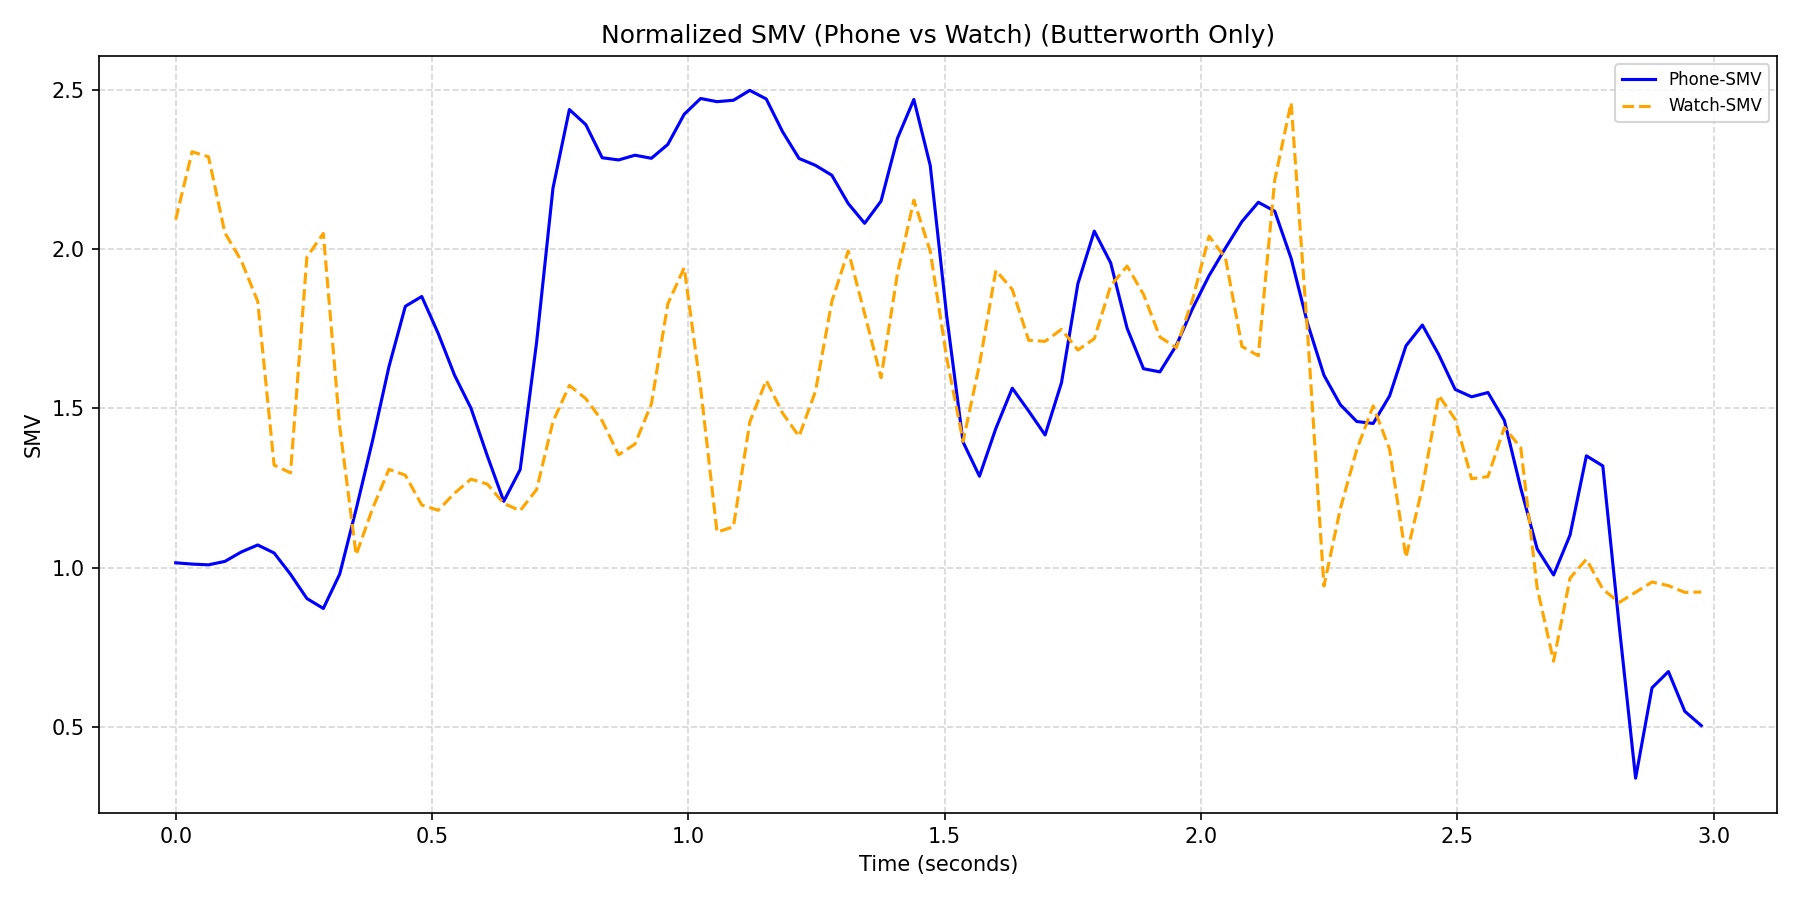 Normalized SMV (Phone vs Watch) (Butterworth Only)
Phone-SMV
Watch-SMV
SMV
2.5
2.0
1.5
1.0
0.5
0.0 0.5 1.0 1.5 2.0 2.5 3.0
Time (seconds)